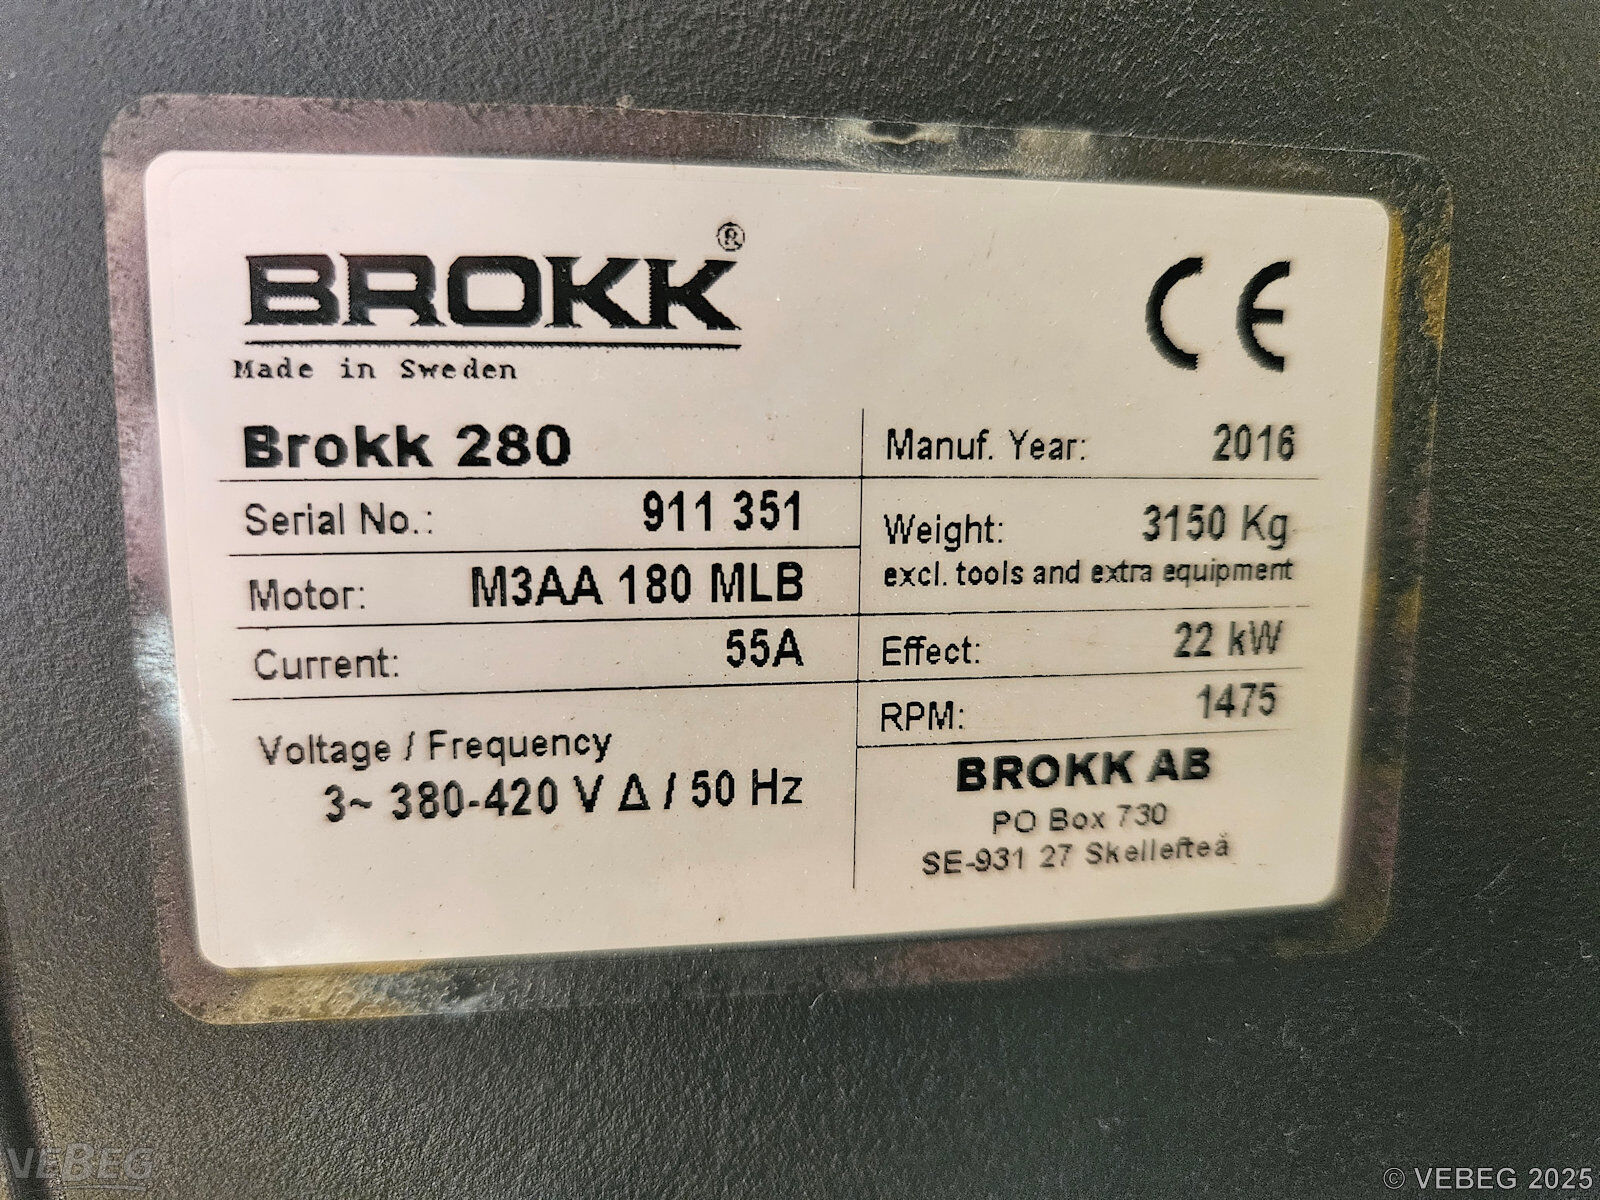 BROKK®
CE
Made in Sweden
Brokk 280
Serial No.: 911 351
Motor: M3AA 180 MLB
Current: 55A
Voltage / Frequency
3~ 380-420 V Δ / 50 Hz
Manuf. Year: 2016
Weight: 3150 Kg
excl. tools and extra equipment
Effect: 22 kW
RPM: 1475
BROKK AB
PO Box 730
SE-931 27 Skellefteå
VEBEG
© VEBEG 2025